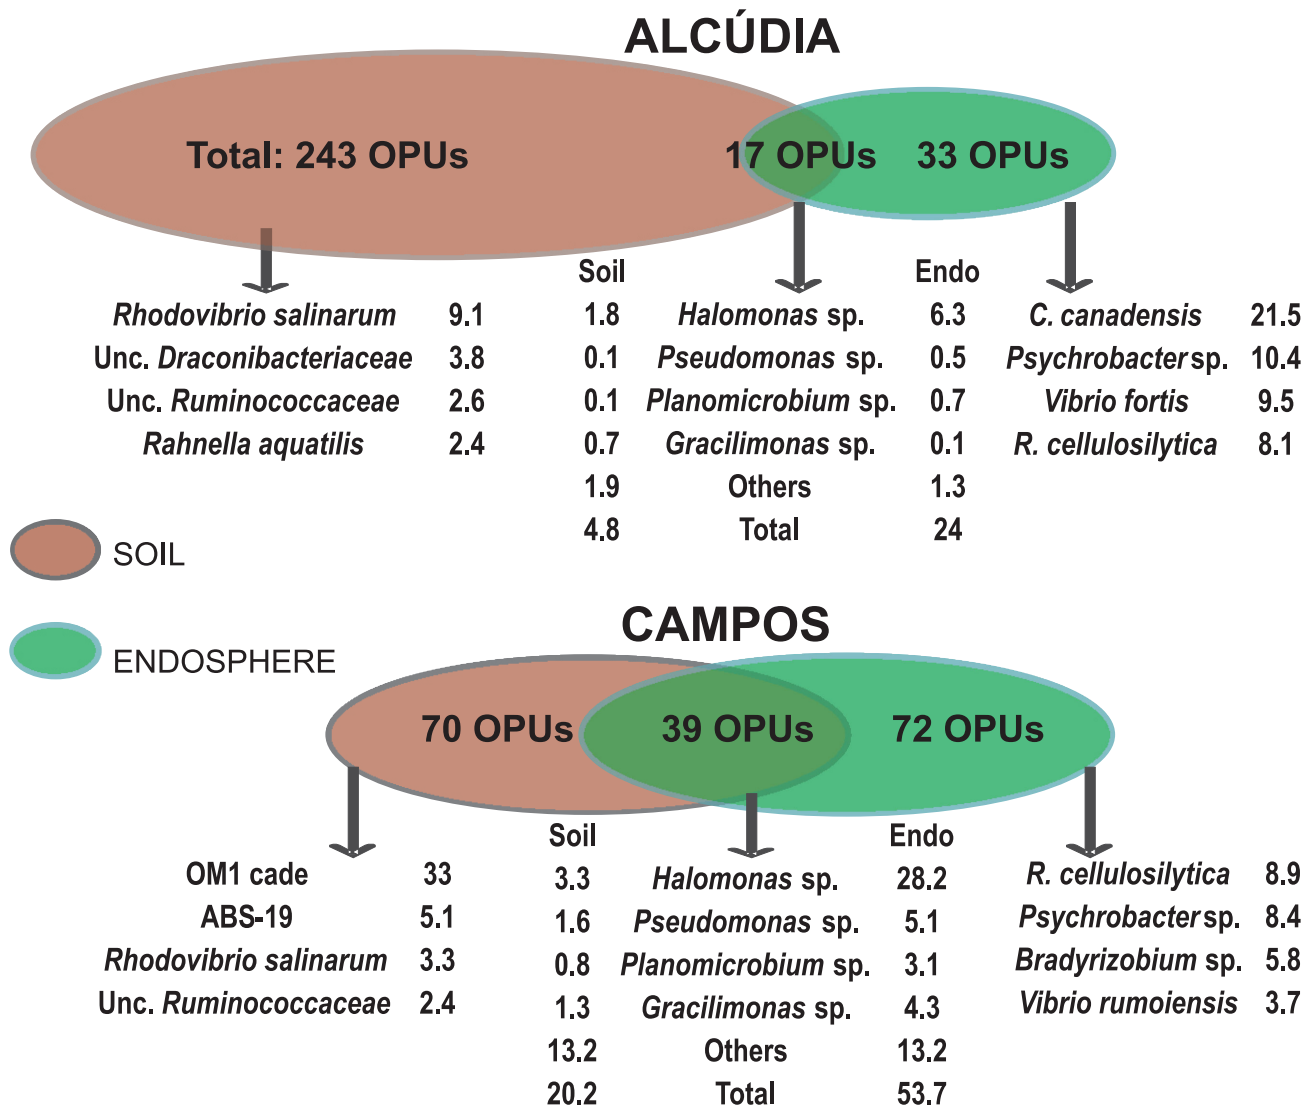 ALCÚDIA
Total: 243 OPUs 17 OPUs 33 OPUs
Soil Endo
Rhodovibrio salinarum 9.1 1.8 Halomonas sp. 6.3 C. canadensis 21.5
Unc. Draconibacteriaceae 3.8 0.1 Pseudomonas sp. 0.5 Psychrobacter sp. 10.4
Unc. Ruminococcaceae 2.6 0.1 Planomicrobium sp. 0.7 Vibrio fortis 9.5
Rahnella aquatilis 2.4 0.7 Gracilimonas sp. 0.1 R. cellulosilytica 8.1
1.9 Others 1.3
4.8 Total 24
SOIL
ENDOSPHERE
CAMPOS
70 OPUs 39 OPUs 72 OPUs
Soil Endo
OM1 cade 33 3.3 Halomonas sp. 28.2 R. cellulosilytica 8.9
ABS-19 5.1 1.6 Pseudomonas sp. 5.1 Psychrobacter sp. 8.4
Rhodovibrio salinarum 3.3 0.8 Planomicrobium sp. 3.1 Bradyrizobium sp. 5.8
Unc. Ruminococcaceae 2.4 1.3 Gracilimonas sp. 4.3 Vibrio rumoiensis 3.7
13.2 Others 13.2
20.2 Total 53.7